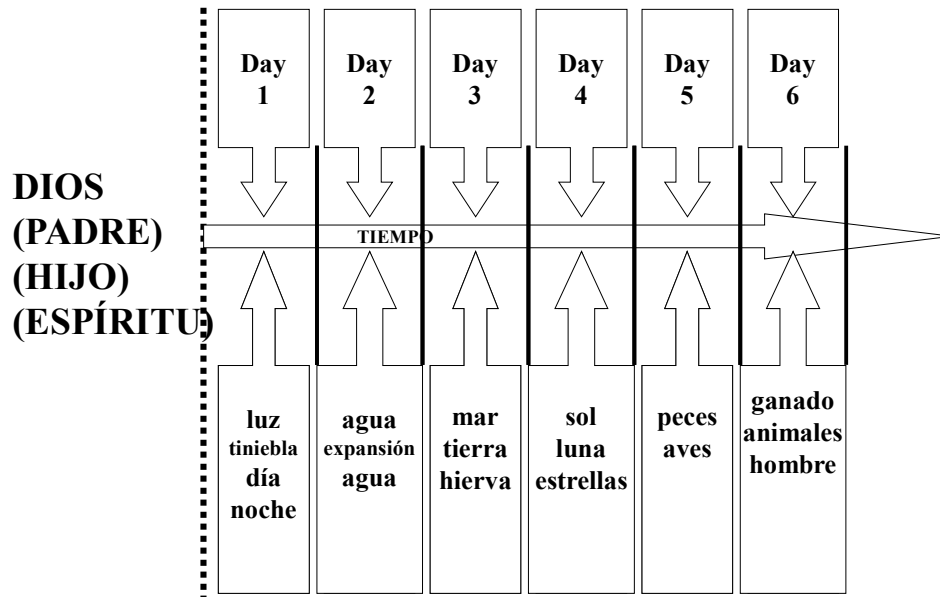 Day
1
Day
2
Day
3
Day
4
Day
5
Day
6
DIOS
(PADRE)
(HIJO)
(ESPÍRITU)
TIEMPO
luz
tiniebla
día
noche
agua
expansión
agua
mar
tierra
hierva
sol
luna
estrellas
peces
aves
ganado
animales
hombre